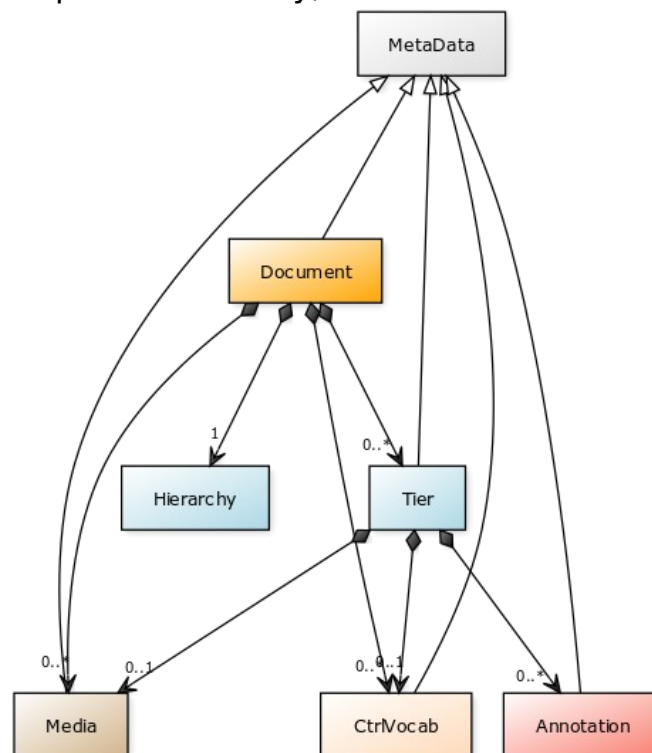 MetaData
Document
1
0..*
Hierarchy
Tier
0..*
0..1
0..1
0..*
Media
CtrlVocab
Annotation